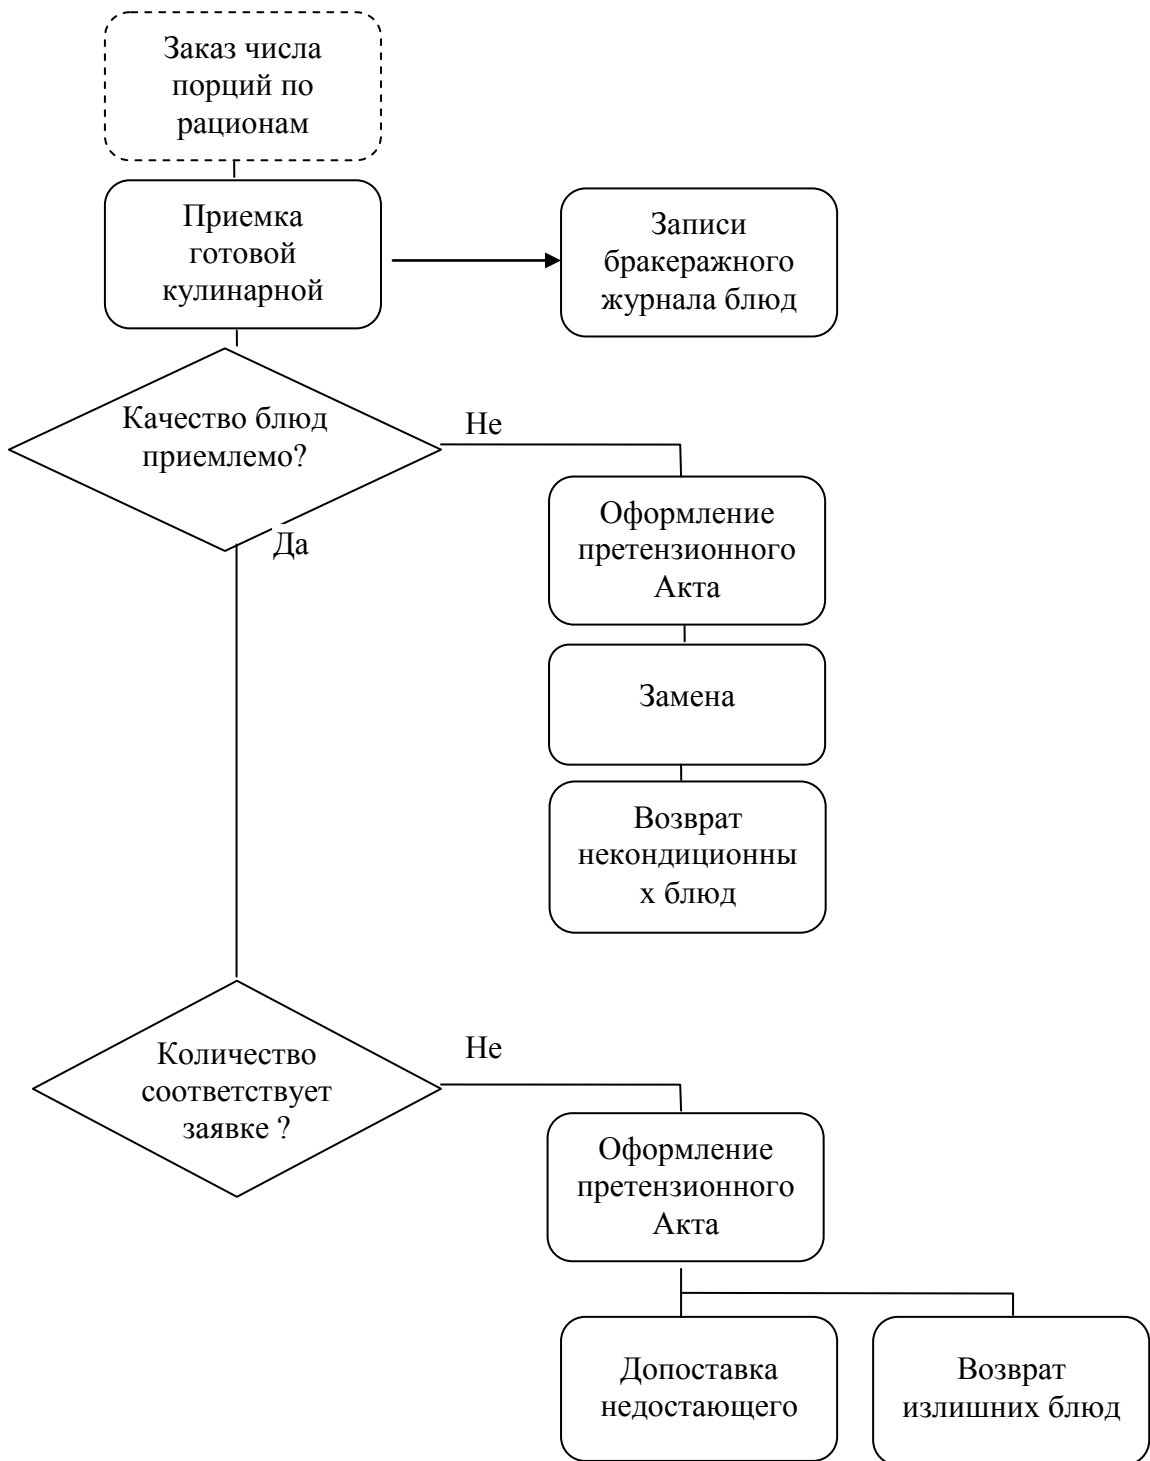 Заказ числа
порций по
рационам
Приемка
готовой
кулинарной
Записи
бракеражного
журнала блюд
Качество блюд
приемлемо?
Не
Да
Оформление
претензионного
Акта
Замена
Возврат
некондиционны
х блюд
Количество
соответствует
заявке ?
Не
Оформление
претензионного
Акта
Допоставка
недостающего
Возврат
излишних блюд